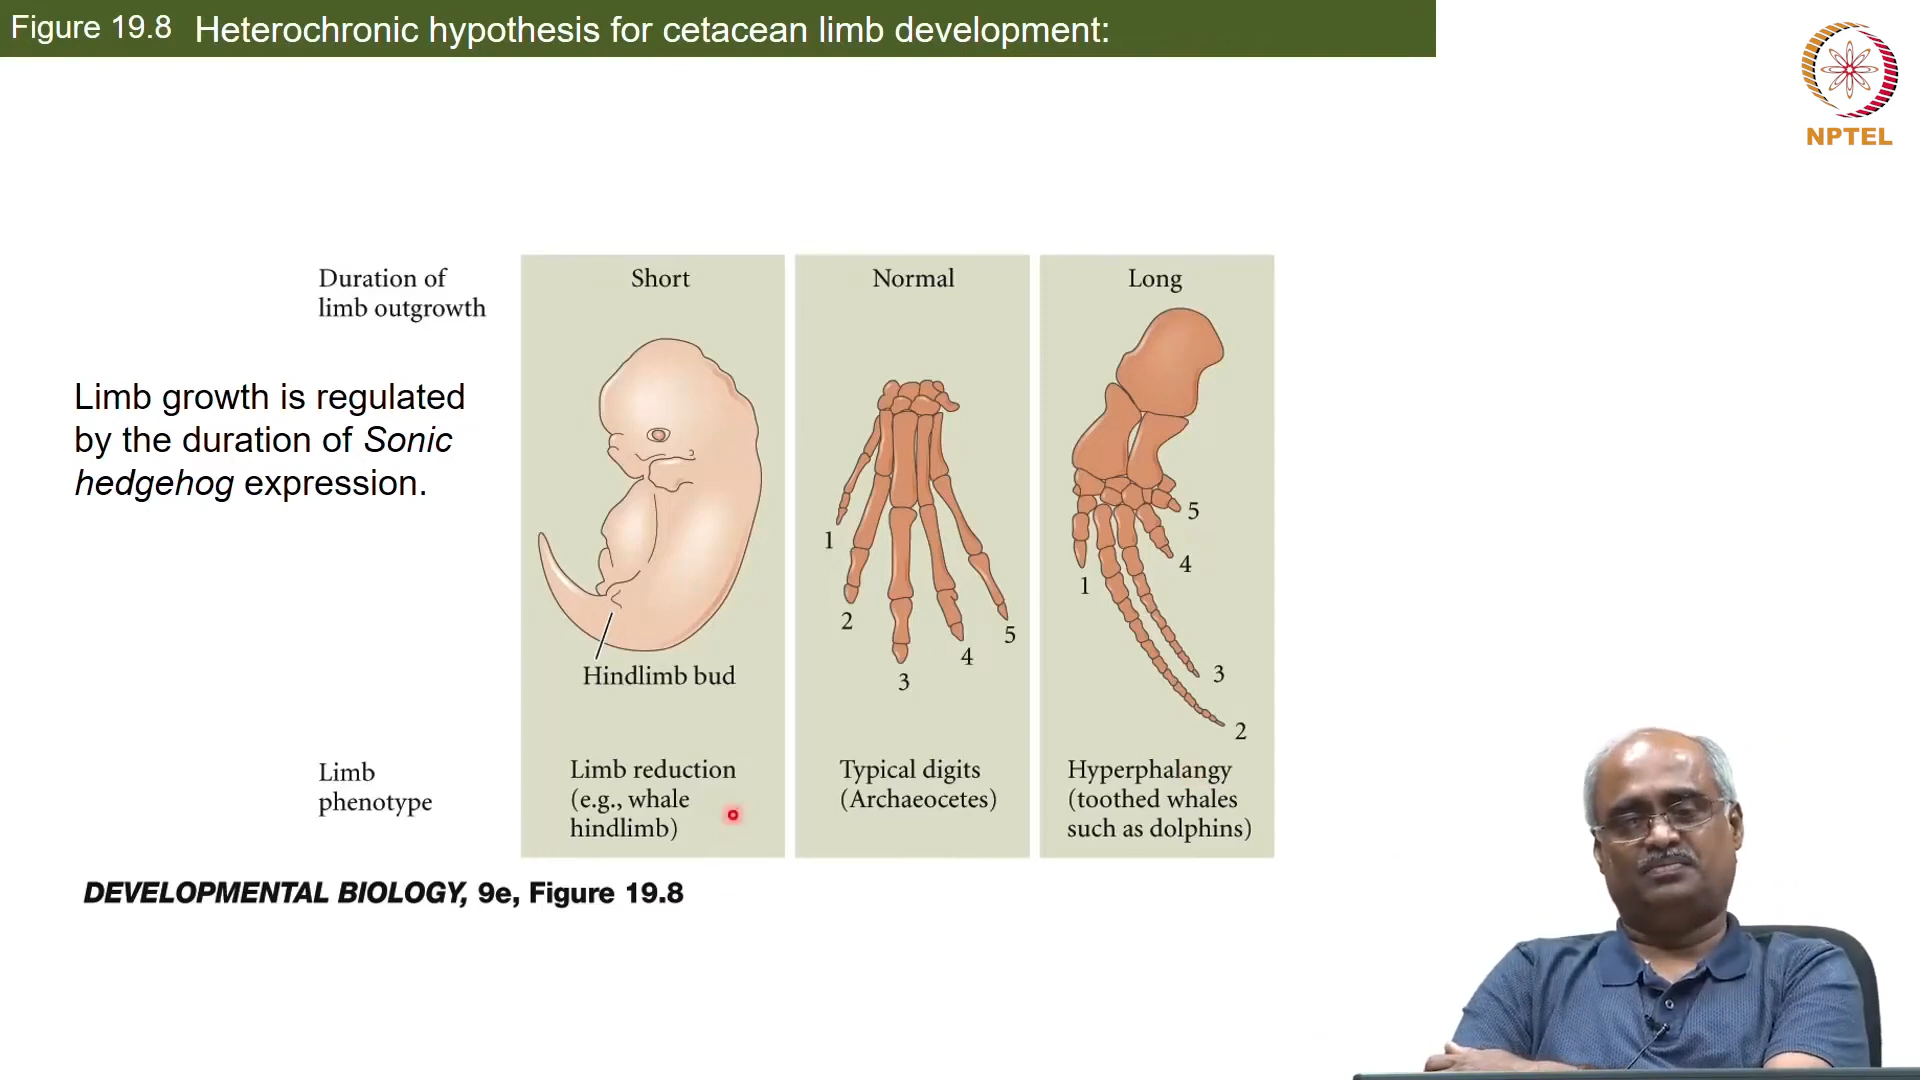 Figure 19.8 Heterochronic hypothesis for cetacean limb development:
NPTEL
Duration of
limb outgrowth
Short
Normal
Long
Limb growth is regulated
by the duration of Sonic
hedgehog expression.
Hindlimb bud
1
2
3
4
5
1
5
4
3
2
Limb
phenotype
Limb reduction
(e.g., whale
hindlimb)
Typical digits
(Archaeocetes)
Hyperphalangy
(toothed whales
such as dolphins)
DEVELOPMENTAL BIOLOGY, 9e, Figure 19.8